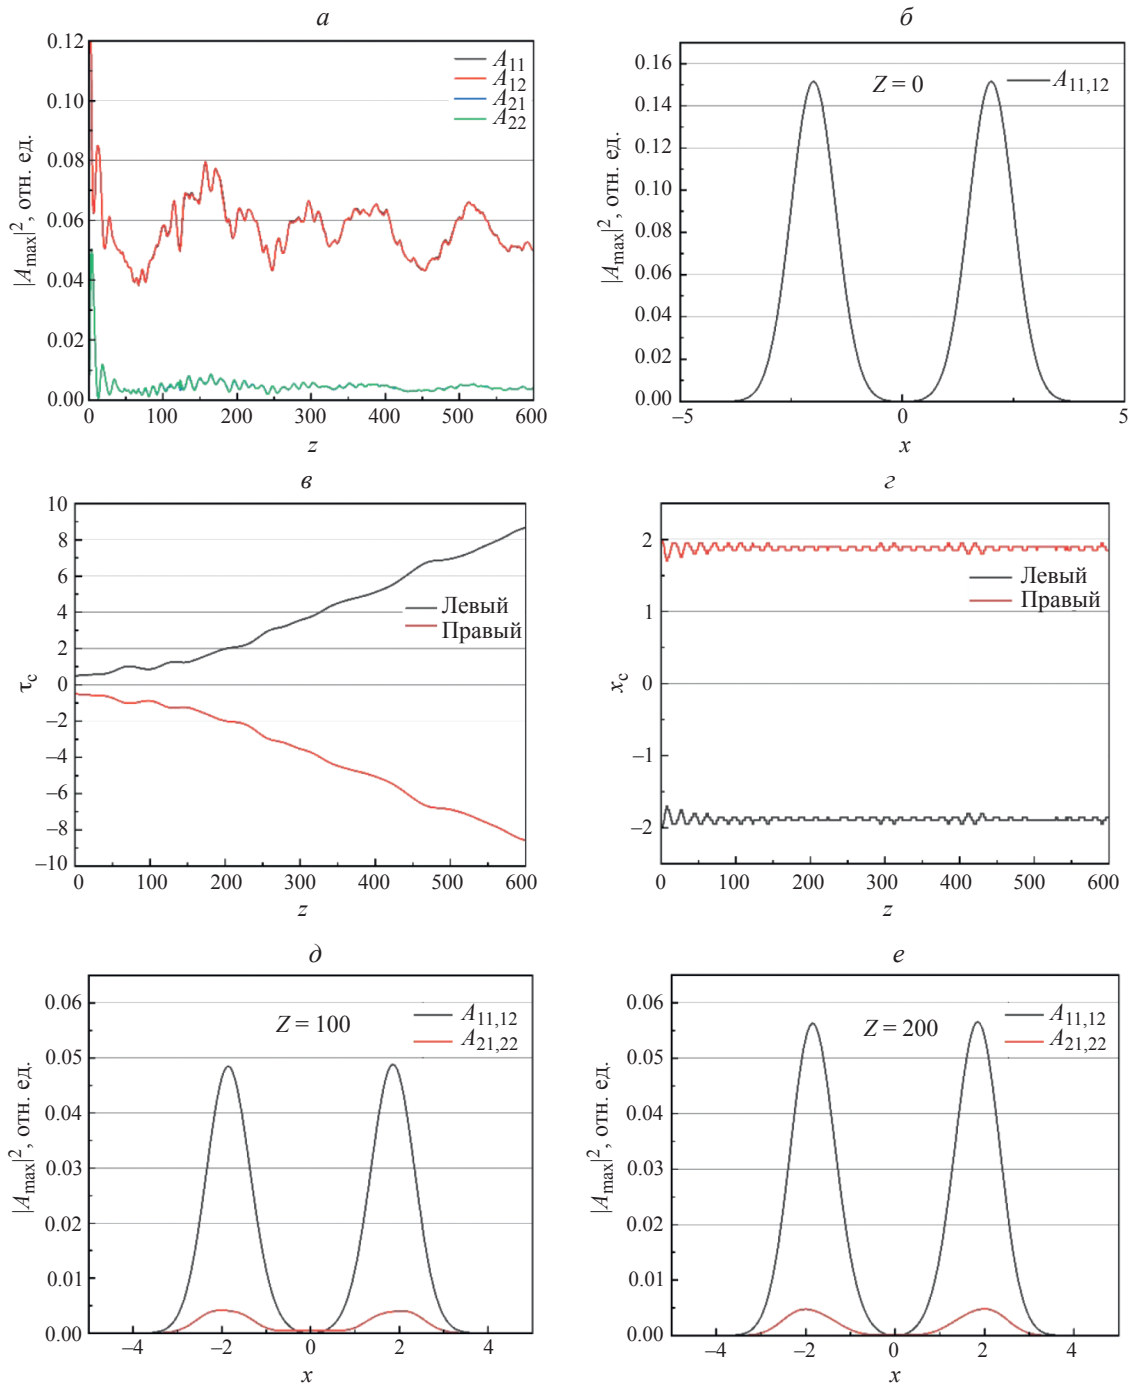 а
|A_max|², отн. ед.
0.12
0.10
0.08
0.06
0.04
0.02
0.00
A₁₁
A₁₂
A₂₁
A₂₂
0 100 200 300 400 500 600
z
б
|A_max|², отн. ед.
0.16
0.14
0.13
0.10
0.06
0.04
0.02
0.00
Z = 0
A₁₁,₁₂
–5 0 5
x
в
τ_c
10
8
6
4
2
0
–2
–4
–6
–8
–10
Левый
Правый
0 100 200 300 400 500 600
z
г
x_c
2
1
0
–1
–2
Левый
Правый
0 100 200 300 400 500 600
z
д
|A_max|², отн. ед.
0.06
0.05
0.04
0.03
0.02
0.01
0.00
Z = 100
A₁₁,₁₂
A₂₁,₂₂
–4 –2 0 2 4
x
е
|A_max|², отн. ед.
0.06
0.05
0.04
0.03
0.02
0.01
0.00
Z = 200
A₁₁,₁₂
A₂₁,₂₂
–4 –2 0 2 4
x